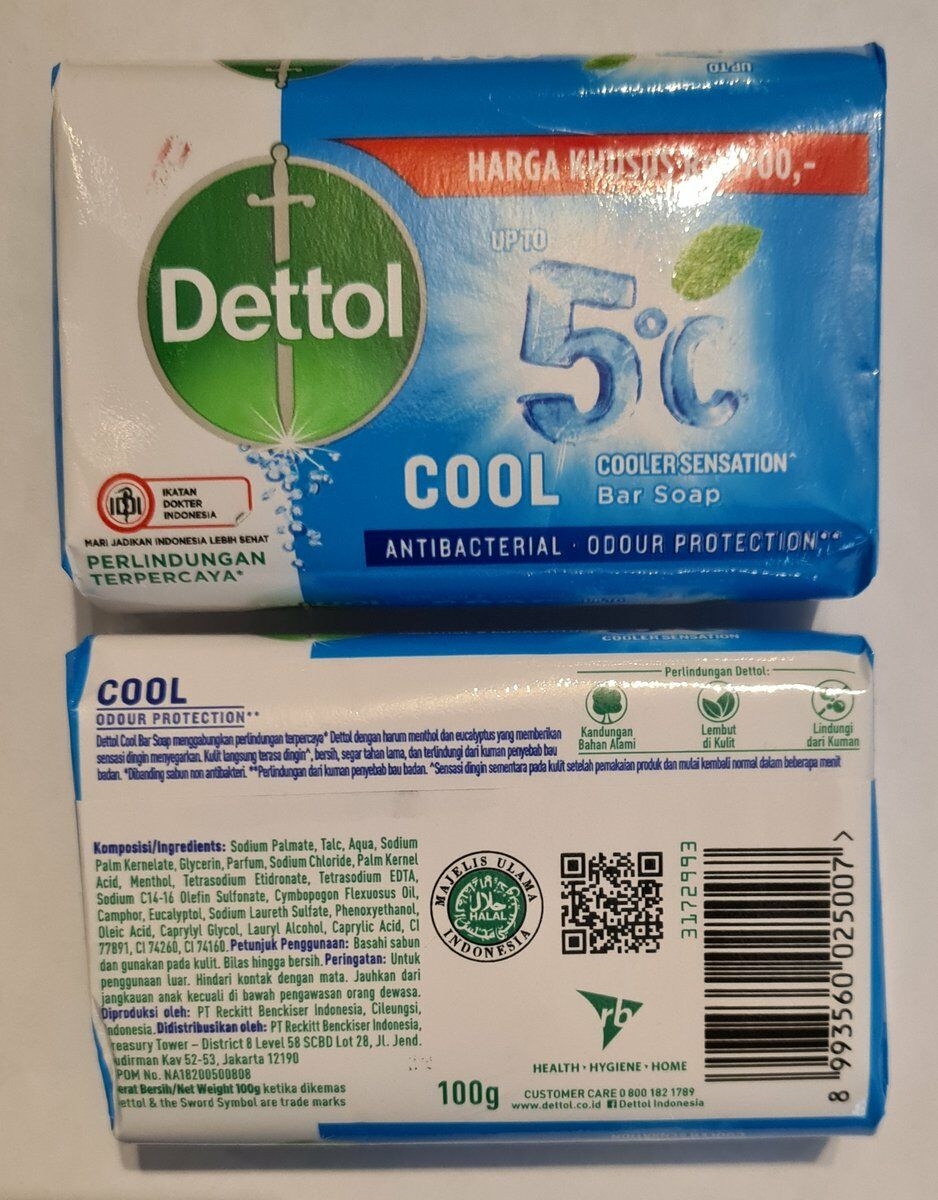 UP TO
HARGA KHUSUS
Dettol
UP TO
5°C
COOL
COOLER SENSATION^
Bar Soap
ANTIBACTERIAL · ODOUR PROTECTION**
IDI
IKATAN
DOKTER
INDONESIA
MARI JADIKAN INDONESIA LEBIH SEHAT
PERLINDUNGAN
TERPERCAYA*
COOLER SENSATION
COOL
ODOUR PROTECTION**
Perlindungan Dettol:
Kandungan
Bahan Alami
Lembut
di Kulit
Lindungi
dari Kuman
Dettol Cool Bar Soap menggabungkan perlindungan terpercaya* Dettol dengan harum menthol dan eucalyptus yang memberikan
sensasi dingin menyegarkan. Kulit langsung terasa dingin^, bersih, segar tahan lama, dan terlindungi dari kuman penyebab bau
badan. *Dibanding sabun non antibakteri. **Perlindungan dari kuman penyebab bau badan. ^Sensasi dingin sementara pada kulit setelah pemakaian produk dan mulai kembali normal dalam beberapa menit
Komposisi/Ingredients: Sodium Palmate, Talc, Aqua, Sodium
Palm Kernelate, Glycerin, Parfum, Sodium Chloride, Palm Kernel
Acid, Menthol, Tetrasodium Etidronate, Tetrasodium EDTA,
Sodium C14-16 Olefin Sulfonate, Cymbopogon Flexuosus Oil,
Camphor, Eucalyptol, Sodium Laureth Sulfate, Phenoxyethanol,
Oleic Acid, Caprylyl Glycol, Lauryl Alcohol, Caprylic Acid, CI
77891, CI 74260, CI 74160. Petunjuk Penggunaan: Basahi sabun
dan gunakan pada kulit. Bilas hingga bersih. Peringatan: Untuk
penggunaan luar. Hindari kontak dengan mata. Jauhkan dari
jangkauan anak kecuali di bawah pengawasan orang dewasa.
Diproduksi oleh: PT Reckitt Benckiser Indonesia, Cileungsi,
ndonesia. Didistribusikan oleh: PT Reckitt Benckiser Indonesia,
reasury Tower – District 8 Level 58 SCBD Lot 28, Jl. Jend.
udirman Kav 52-53, Jakarta 12190
POM No. NA18200500808
erat Bersih/Net Weight 100g ketika dikemas
ettol & the Sword Symbol are trade marks
MAJELIS ULAMA
حلال
HALAL
INDONESIA
3172993
rb
HEALTH · HYGIENE · HOME
100g
CUSTOMER CARE 0 800 182 1789
www.dettol.co.id Dettol Indonesia
8 993560 025007 >